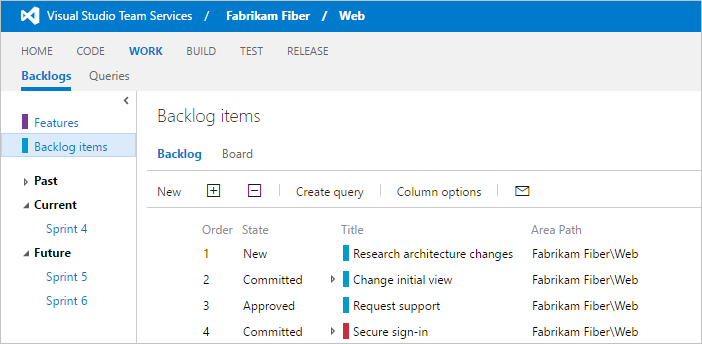 Visual Studio Team Services / Fabrikam Fiber / Web
HOME CODE WORK BUILD TEST RELEASE
Backlogs Queries
Features
Backlog items
Past
Current
Sprint 4
Future
Sprint 5
Sprint 6
Backlog items
Backlog Board
New Create query Column options
Order State Title Area Path
1 New Research architecture changes Fabrikam Fiber\Web
2 Committed Change initial view Fabrikam Fiber\Web
3 Approved Request support Fabrikam Fiber\Web
4 Committed Secure sign-in Fabrikam Fiber\Web